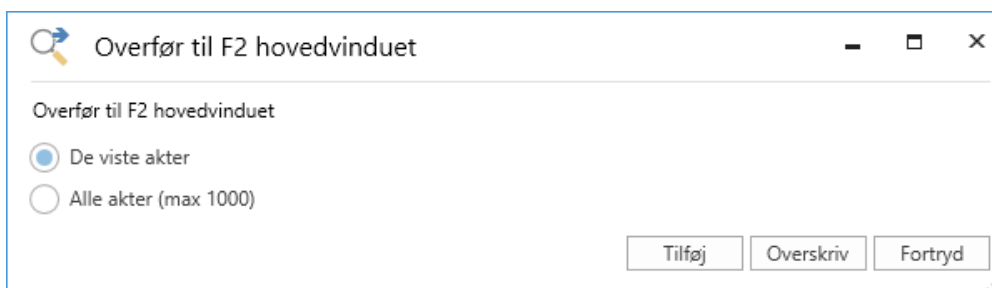 Overfør til F2 hovedvinduet
Overfør til F2 hovedvinduet
De viste akter
Alle akter (max 1000)
Tilføj Overskriv Fortryd